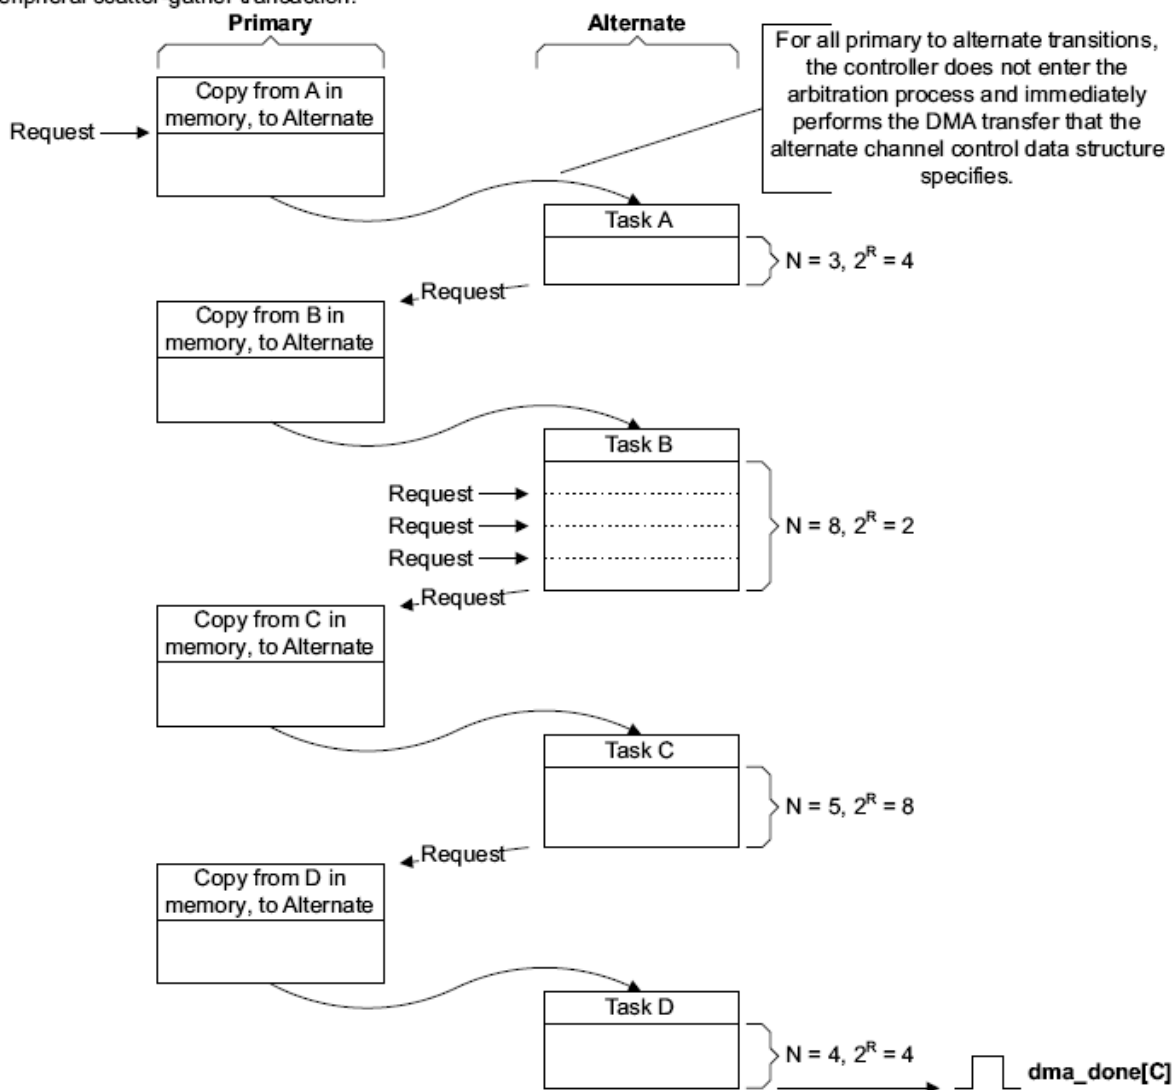 peripheral scatter-gather transaction.
Primary
Alternate
For all primary to alternate transitions,
the controller does not enter the
arbitration process and immediately
performs the DMA transfer that the
alternate channel control data structure
specifies.
Copy from A in
memory, to Alternate
Request
Task A
N = 3, 2^R = 4
Request
Copy from B in
memory, to Alternate
Task B
Request
Request
Request
N = 8, 2^R = 2
Request
Copy from C in
memory, to Alternate
Task C
N = 5, 2^R = 8
Request
Copy from D in
memory, to Alternate
Task D
N = 4, 2^R = 4
dma_done[C]